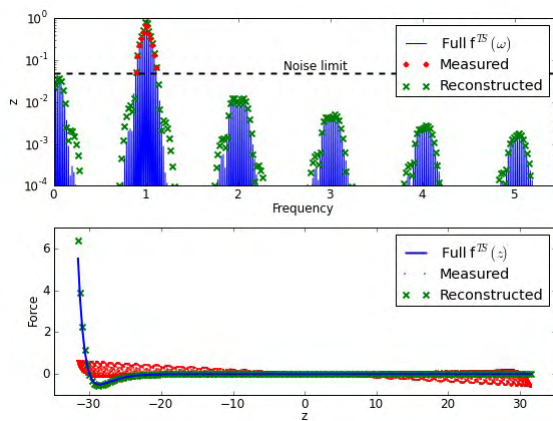 10^1
10^0
10^-1
10^-2
10^-3
10^-4
z
Full f^TS(ω)
Measured
Reconstructed
Noise limit
0 1 2 3 4 5
Frequency
6
4
2
0
Force
Full f^TS(z)
Measured
Reconstructed
−30 −20 −10 0 10 20 30
z